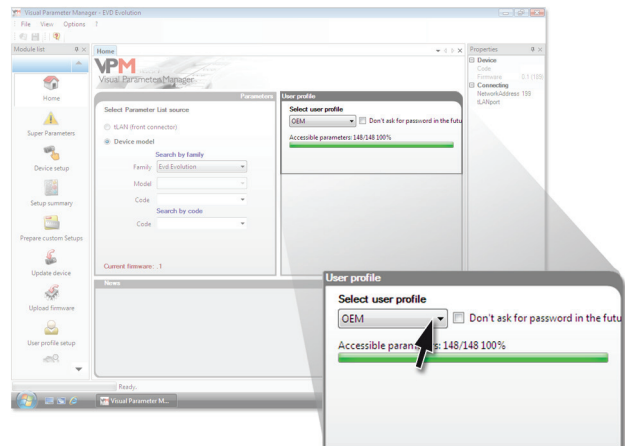 Visual Parameter Manager - EVD Evolution
File View Options ?
Module list
Home
Super Parameters
Device setup
Setup summary
Prepare custom Setups
Update device
Upload firmware
User profile setup
Home
VPM
Visual Parameter Manager
Parameters
Select Parameter List source
tLAN (front connector)
Device model
Search by family
Family Evd Evolution
Model
Code
Search by code
Code
Current firmware: .1
User profile
Select user profile
OEM Don't ask for password in the futu
Accessible parameters: 148/148 100%
News
Properties
Device
Code
Firmware
Connecting
NetworkAddress
tLANport
Ready.
Visual Parameter M...
User profile
Select user profile
OEM Don't ask for password in the futu
s: 148/148 100%